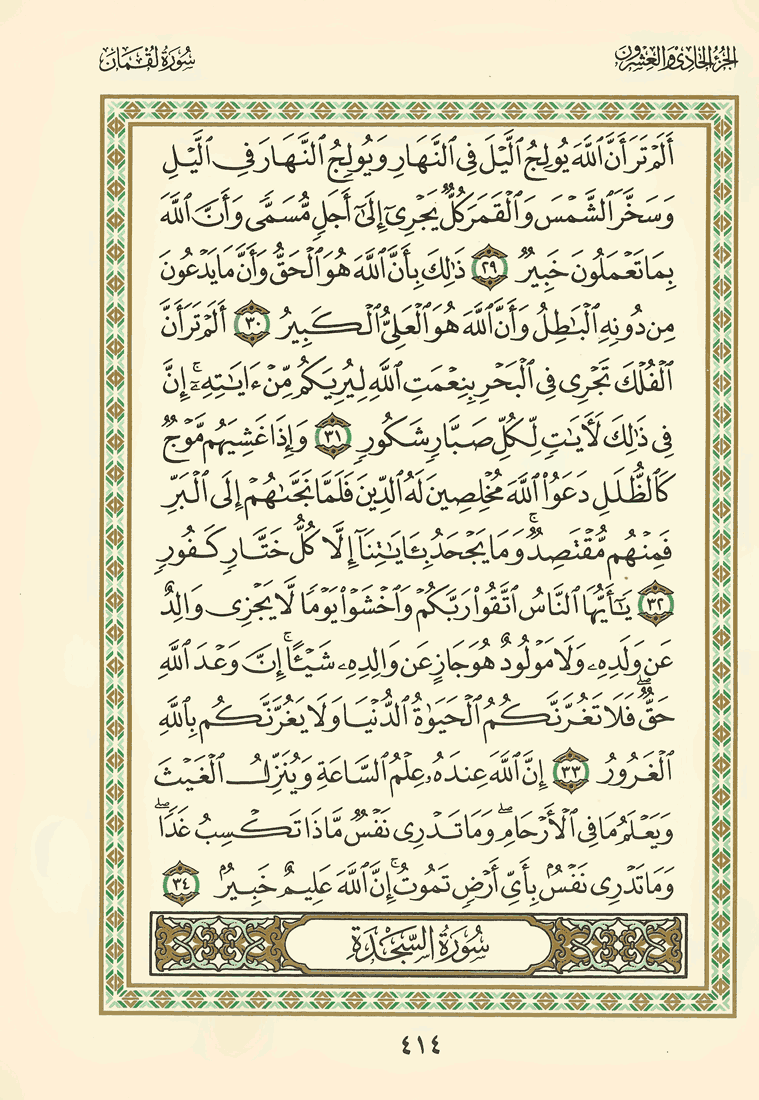 الجزء الحادي والعشرون
سورة لقمان
أَلَمْ تَرَ أَنَّ ٱللَّهَ يُولِجُ ٱلَّيْلَ فِى ٱلنَّهَارِ وَيُولِجُ ٱلنَّهَارَ فِى ٱلَّيْلِ
وَسَخَّرَ ٱلشَّمْسَ وَٱلْقَمَرَ كُلٌّ يَجْرِىٓ إِلَىٰٓ أَجَلٍ مُّسَمًّى وَأَنَّ ٱللَّهَ
بِمَا تَعْمَلُونَ خَبِيرٌ ٢٩ ذَٰلِكَ بِأَنَّ ٱللَّهَ هُوَ ٱلْحَقُّ وَأَنَّ مَا يَدْعُونَ
مِن دُونِهِ ٱلْبَٰطِلُ وَأَنَّ ٱللَّهَ هُوَ ٱلْعَلِىُّ ٱلْكَبِيرُ ٣٠ أَلَمْ تَرَ أَنَّ
ٱلْفُلْكَ تَجْرِى فِى ٱلْبَحْرِ بِنِعْمَتِ ٱللَّهِ لِيُرِيَكُم مِّنْ ءَايَٰتِهِۦٓ ۚ إِنَّ
فِى ذَٰلِكَ لَءَايَٰتٍ لِّكُلِّ صَبَّارٍ شَكُورٍ ٣١ وَإِذَا غَشِيَهُم مَّوْجٌ
كَٱلظُّلَلِ دَعَوُا۟ ٱللَّهَ مُخْلِصِينَ لَهُ ٱلدِّينَ فَلَمَّا نَجَّىٰهُمْ إِلَى ٱلْبَرِّ
فَمِنْهُم مُّقْتَصِدٌ ۚ وَمَا يَجْحَدُ بِـَٔايَٰتِنَآ إِلَّا كُلُّ خَتَّارٍ كَفُورٍ
٣٢ يَٰٓأَيُّهَا ٱلنَّاسُ ٱتَّقُوا۟ رَبَّكُمْ وَٱخْشَوْا۟ يَوْمًا لَّا يَجْزِى وَالِدٌ
عَن وَلَدِهِۦ وَلَا مَوْلُودٌ هُوَ جَازٍ عَن وَالِدِهِۦ شَيْـًٔا ۚ إِنَّ وَعْدَ ٱللَّهِ
حَقٌّ ۖ فَلَا تَغُرَّنَّكُمُ ٱلْحَيَوٰةُ ٱلدُّنْيَا وَلَا يَغُرَّنَّكُم بِٱللَّهِ
ٱلْغَرُورُ ٣٣ إِنَّ ٱللَّهَ عِندَهُۥ عِلْمُ ٱلسَّاعَةِ وَيُنَزِّلُ ٱلْغَيْثَ
وَيَعْلَمُ مَا فِى ٱلْأَرْحَامِ ۖ وَمَا تَدْرِى نَفْسٌ مَّاذَا تَكْسِبُ غَدًا ۖ
وَمَا تَدْرِى نَفْسٌۢ بِأَىِّ أَرْضٍ تَمُوتُ ۚ إِنَّ ٱللَّهَ عَلِيمٌ خَبِيرٌۢ ٣٤
سُورَةُ السَّجْدَةِ
٤١٤